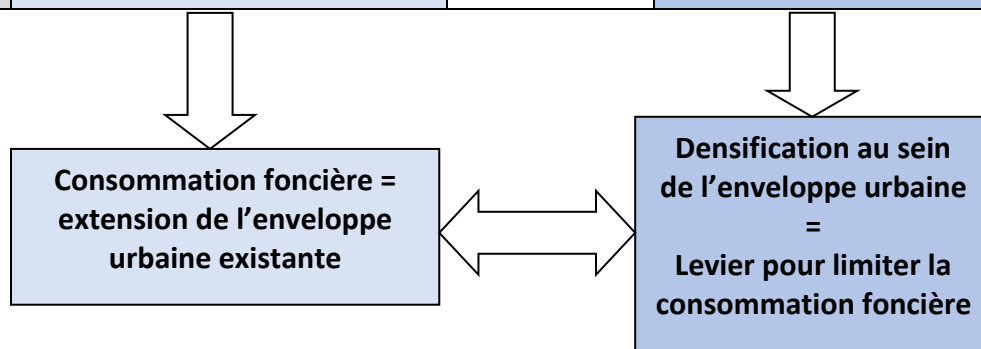 Consommation foncière =
extension de l’enveloppe
urbaine existante
Densification au sein
de l’enveloppe urbaine
=
Levier pour limiter la
consommation foncière